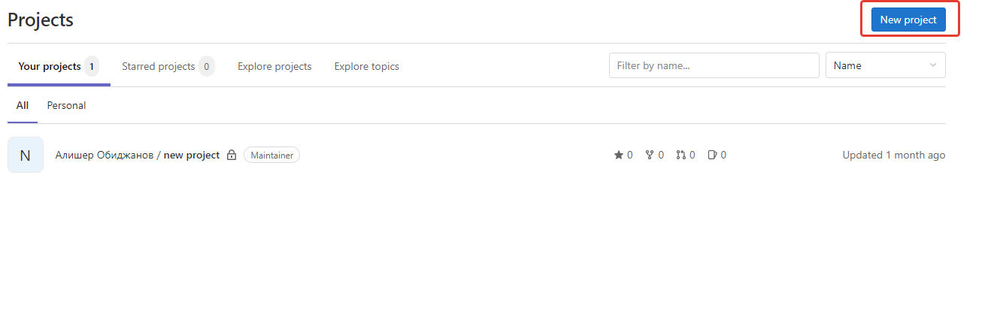 Projects
New project
Your projects 1 Starred projects 0 Explore projects Explore topics
Filter by name... Name
All Personal
N Алишер Обиджанов / new project Maintainer 0 0 0 0 Updated 1 month ago